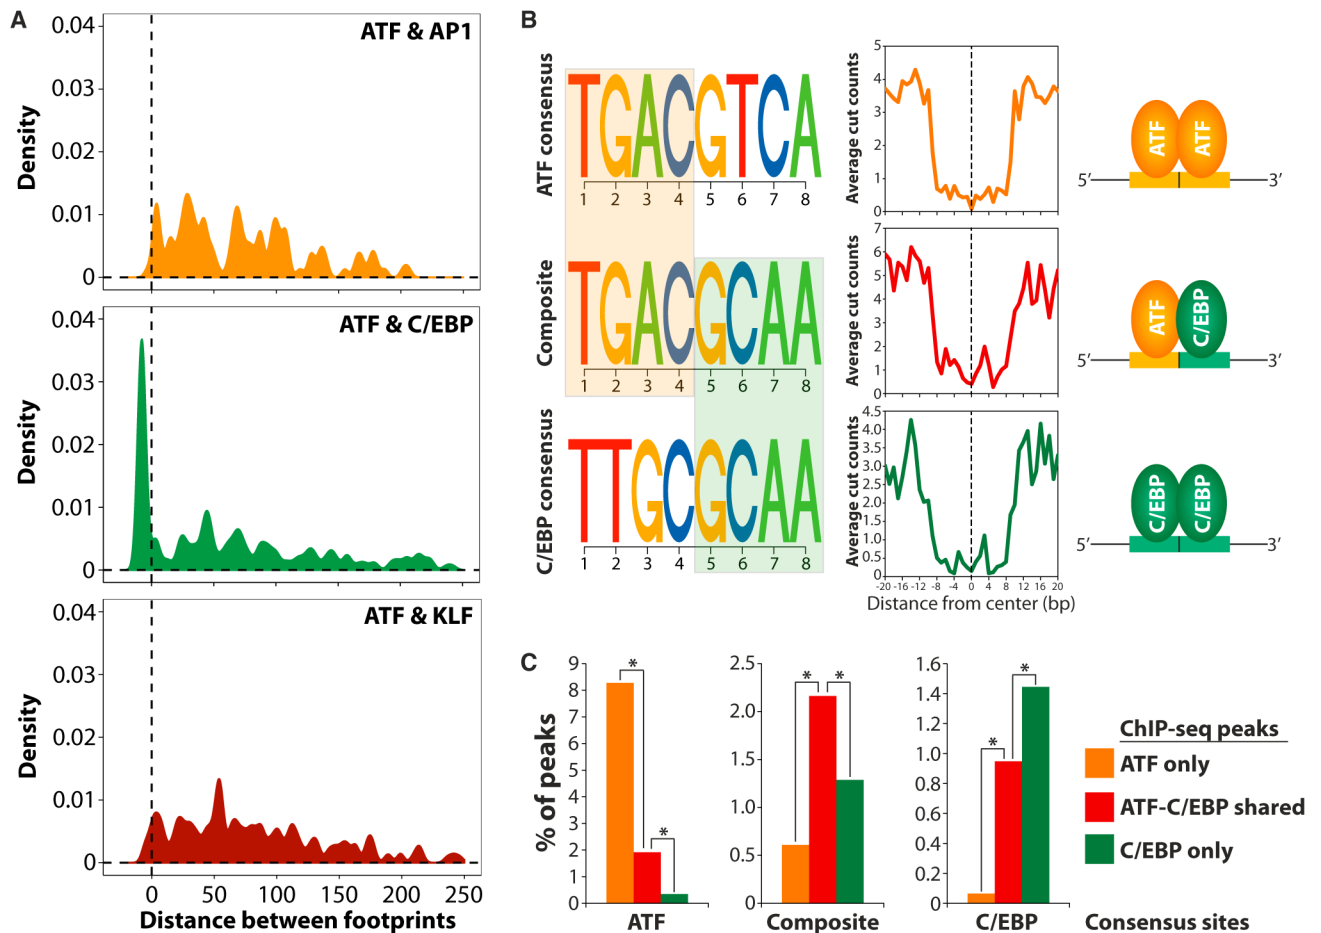 A
ATF & AP1
Density
0.04
0.03
0.02
0.01
0
ATF & C/EBP
Density
0.04
0.03
0.02
0.01
0
ATF & KLF
Density
0.04
0.03
0.02
0.01
0
0 50 100 150 200 250
Distance between footprints
B
ATF consensus
TGACGTCA
1 2 3 4 5 6 7 8
Composite
TGACGCAA
1 2 3 4 5 6 7 8
C/EBP consensus
TTGCGCAA
1 2 3 4 5 6 7 8
Average cut counts
5
4
3
2
1
0
ATF ATF
5′ 3′
Average cut counts
7
6
5
4
3
2
1
0
ATF C/EBP
5′ 3′
Average cut counts
4.5
4.0
3.5
3.0
2.5
2.0
1.5
1.0
0.5
0
-20 -16 -12 -8 -4 0 4 8 12 16 20
Distance from center (bp)
C/EBP C/EBP
5′ 3′
C
% of peaks
9
8
7
6
5
4
3
2
1
0
* *
ATF
2.5
2.0
1.5
1.0
0.5
0
* *
Composite
1.6
1.4
1.2
1.0
0.8
0.6
0.4
0.2
0
* *
C/EBP
Consensus sites
ChIP-seq peaks
ATF only
ATF-C/EBP shared
C/EBP only